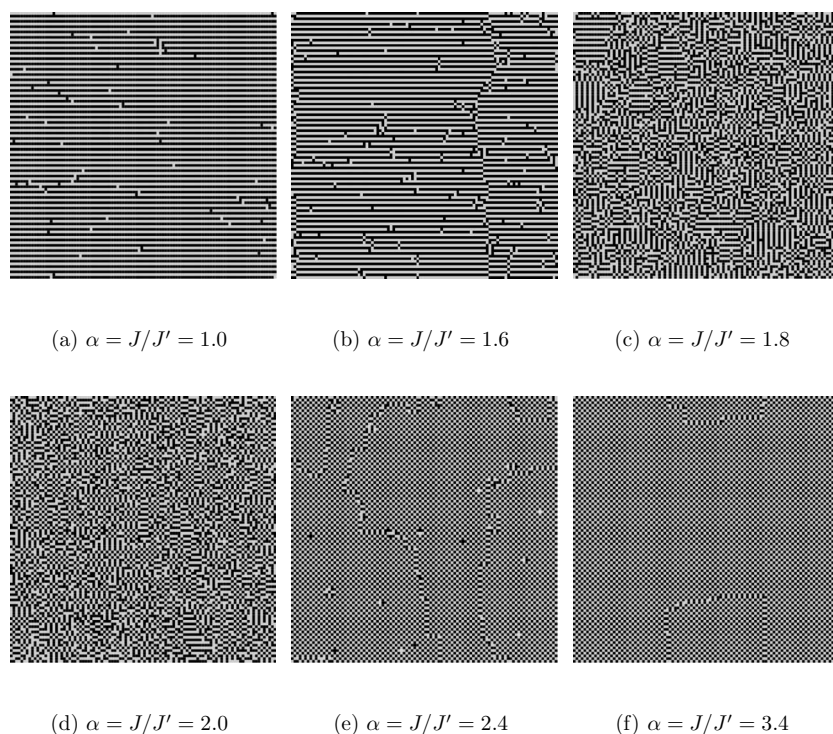 (a) α = J/J′ = 1.0
(b) α = J/J′ = 1.6
(c) α = J/J′ = 1.8
(d) α = J/J′ = 2.0
(e) α = J/J′ = 2.4
(f) α = J/J′ = 3.4